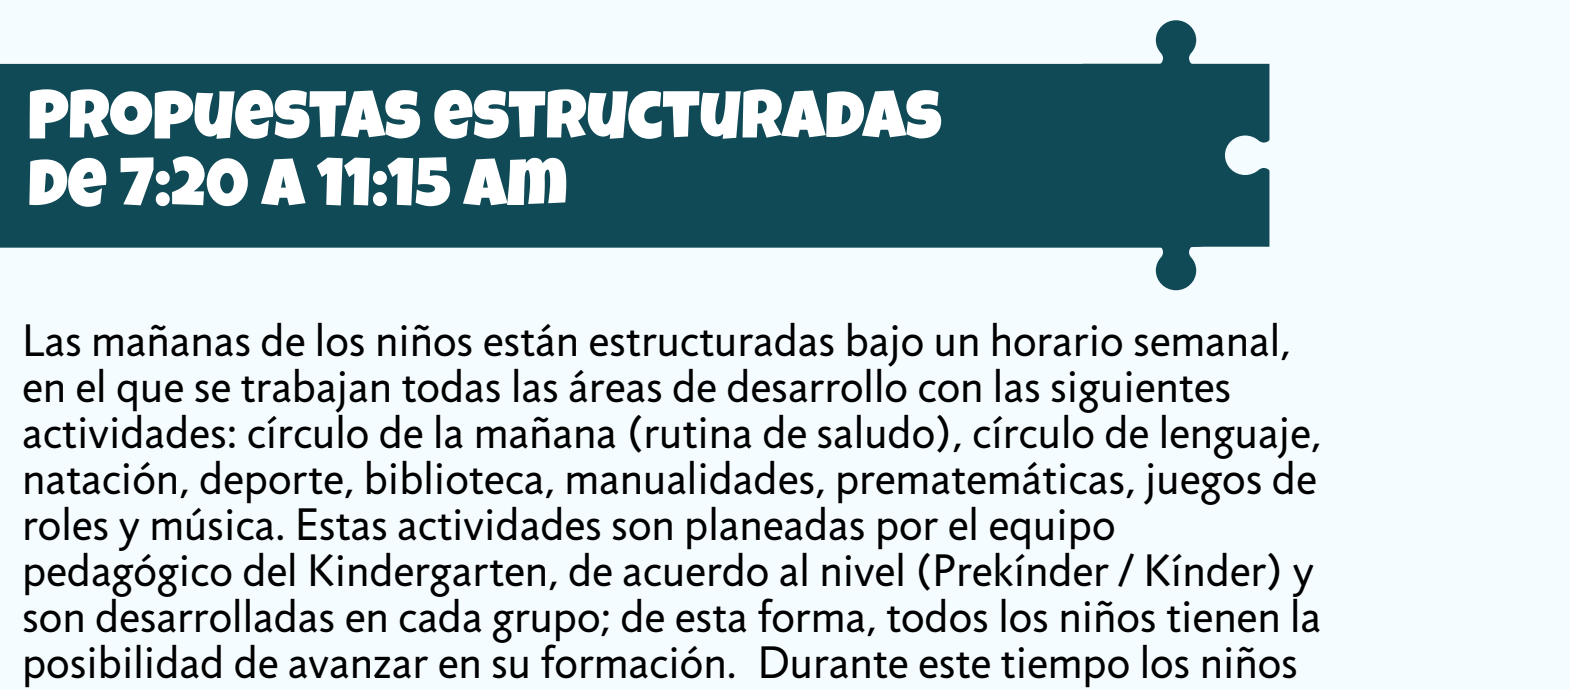 PROPUESTAS ESTRUCTURADAS
DE 7:20 A 11:15 AM
Las mañanas de los niños están estructuradas bajo un horario semanal,
en el que se trabajan todas las áreas de desarrollo con las siguientes
actividades: círculo de la mañana (rutina de saludo), círculo de lenguaje,
natación, deporte, biblioteca, manualidades, prematemáticas, juegos de
roles y música. Estas actividades son planeadas por el equipo
pedagógico del Kindergarten, de acuerdo al nivel (Prekínder / Kínder) y
son desarrolladas en cada grupo; de esta forma, todos los niños tienen la
posibilidad de avanzar en su formación.  Durante este tiempo los niños